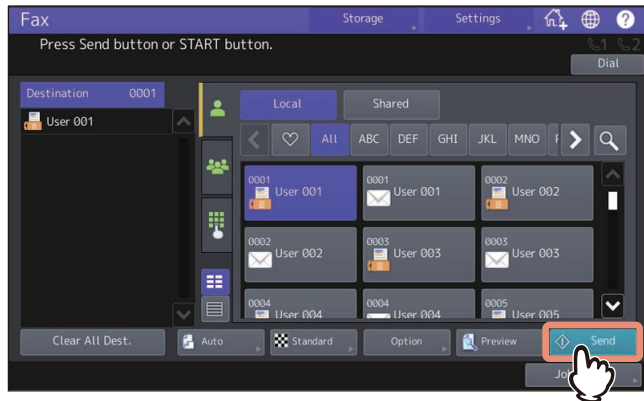 Fax
Storage
Settings
Press Send button or START button.
1 2
Dial
Destination 0001
User 001
Local
Shared
All ABC DEF GHI JKL MNO
0001
User 001
0001
User 001
0002
User 002
0002
User 002
0003
User 003
0003
User 003
0004
User 004
0004
User 004
0005
User 005
Clear All Dest.
Auto
Standard
Option
Preview
Send